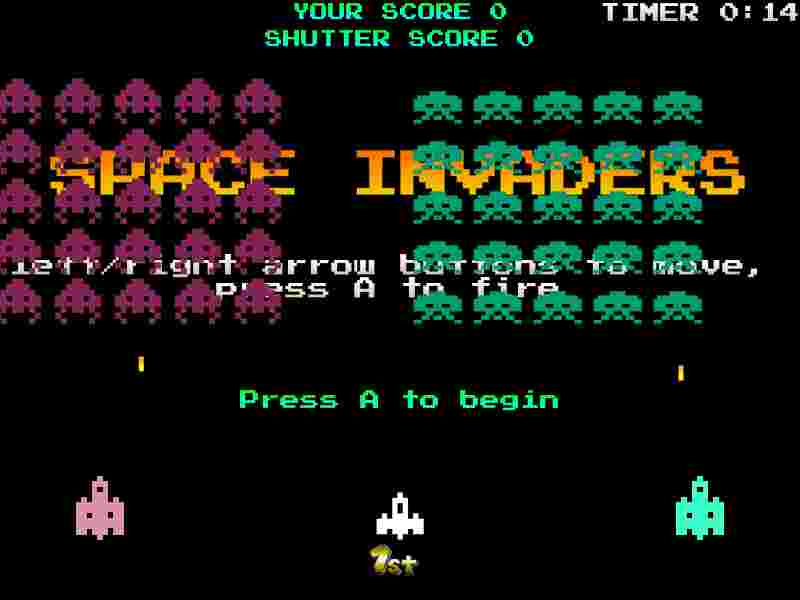 YOUR SCORE 0
TIMER 0:14
SHUTTER SCORE 0
SPACE INVADERS
left/right arrow buttons to move,
press A to fire
Press A to begin
1st